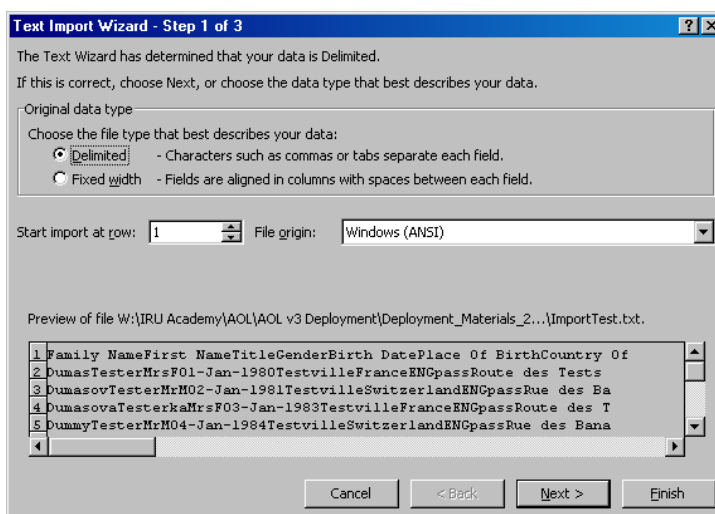 Text Import Wizard - Step 1 of 3
The Text Wizard has determined that your data is Delimited.
If this is correct, choose Next, or choose the data type that best describes your data.
Original data type
Choose the file type that best describes your data:
Delimited - Characters such as commas or tabs separate each field.
Fixed width - Fields are aligned in columns with spaces between each field.
Start import at row: 1 File origin: Windows (ANSI)
Preview of file W:\IRU Academy\AOL\AOL v3 Deployment\Deployment_Materials_2...\ImportTest.txt.
1 Family NameFirst NameTitleGenderBirth DatePlace Of BirthCountry Of
2 DumasTesterMrsF01-Jan-1980TestvilleFranceENGpassRoute des Tests
3 DumasovTesterMrM02-Jan-1981TestvilleSwitzerlandENGpassRue des Ba
4 DumasovaTesterkaMrsF03-Jan-1983TestvilleFranceENGpassRoute des T
5 DummyTesterMrM04-Jan-1984TestvilleSwitzerlandENGpassRue des Bana
Cancel < Back Next > Finish